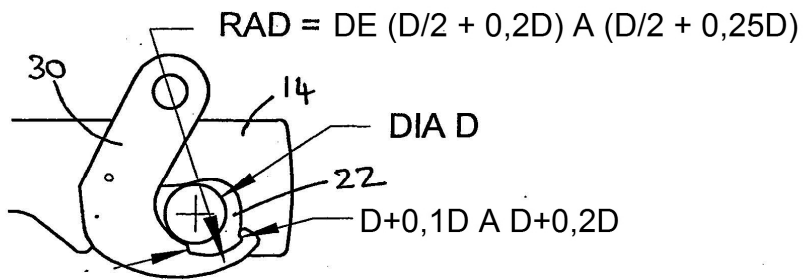 RAD = DE (D/2 + 0,2D) A (D/2 + 0,25D)
30
14
DIA D
22
D+0,1D A D+0,2D